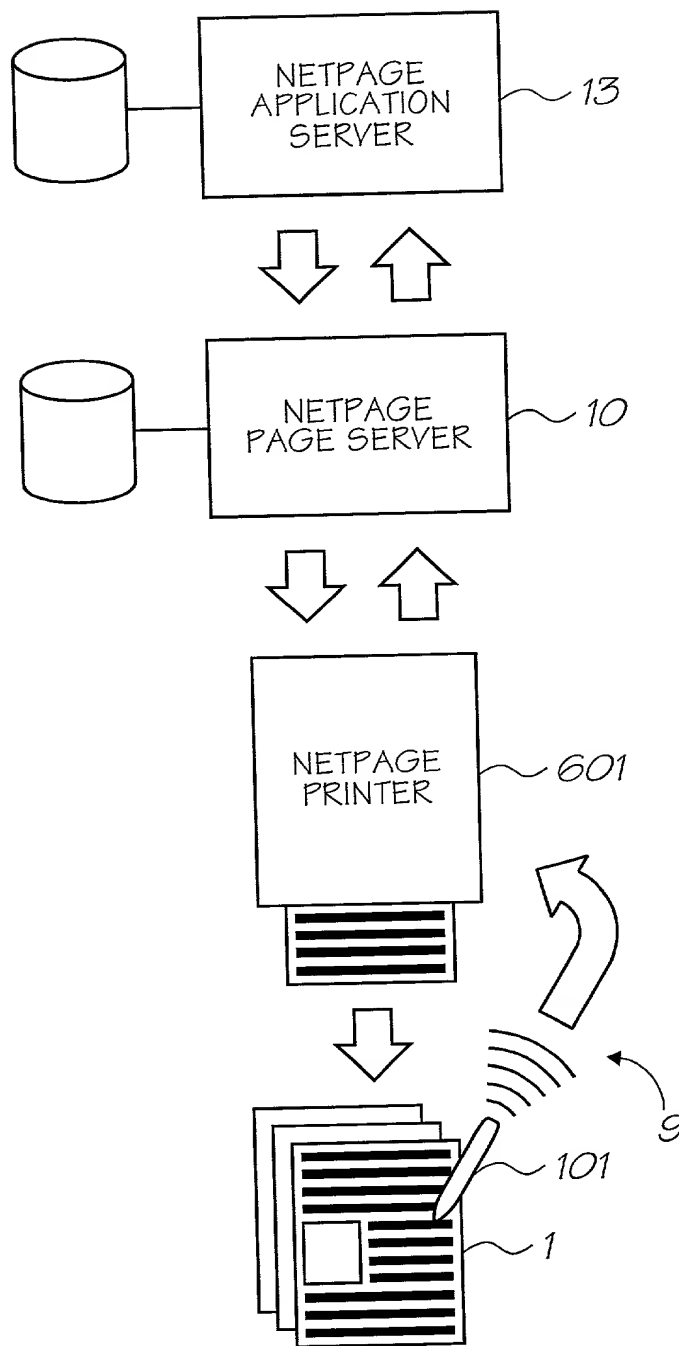 NETPAGE
APPLICATION
SERVER
13
NETPAGE
PAGE SERVER
10
NETPAGE
PRINTER
601
9
101
1